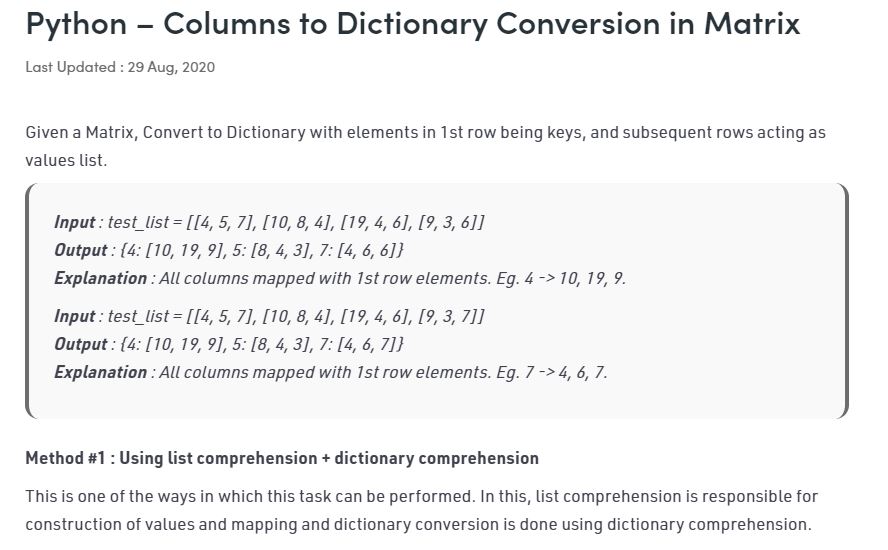 Python – Columns to Dictionary Conversion in Matrix
Last Updated : 29 Aug, 2020
Given a Matrix, Convert to Dictionary with elements in 1st row being keys, and subsequent rows acting as
values list.
Input : test_list = [[4, 5, 7], [10, 8, 4], [19, 4, 6], [9, 3, 6]]
Output : {4: [10, 19, 9], 5: [8, 4, 3], 7: [4, 6, 6]}
Explanation : All columns mapped with 1st row elements. Eg. 4 -> 10, 19, 9.
Input : test_list = [[4, 5, 7], [10, 8, 4], [19, 4, 6], [9, 3, 7]]
Output : {4: [10, 19, 9], 5: [8, 4, 3], 7: [4, 6, 7]}
Explanation : All columns mapped with 1st row elements. Eg. 7 -> 4, 6, 7.
Method #1 : Using list comprehension + dictionary comprehension
This is one of the ways in which this task can be performed. In this, list comprehension is responsible for
construction of values and mapping and dictionary conversion is done using dictionary comprehension.